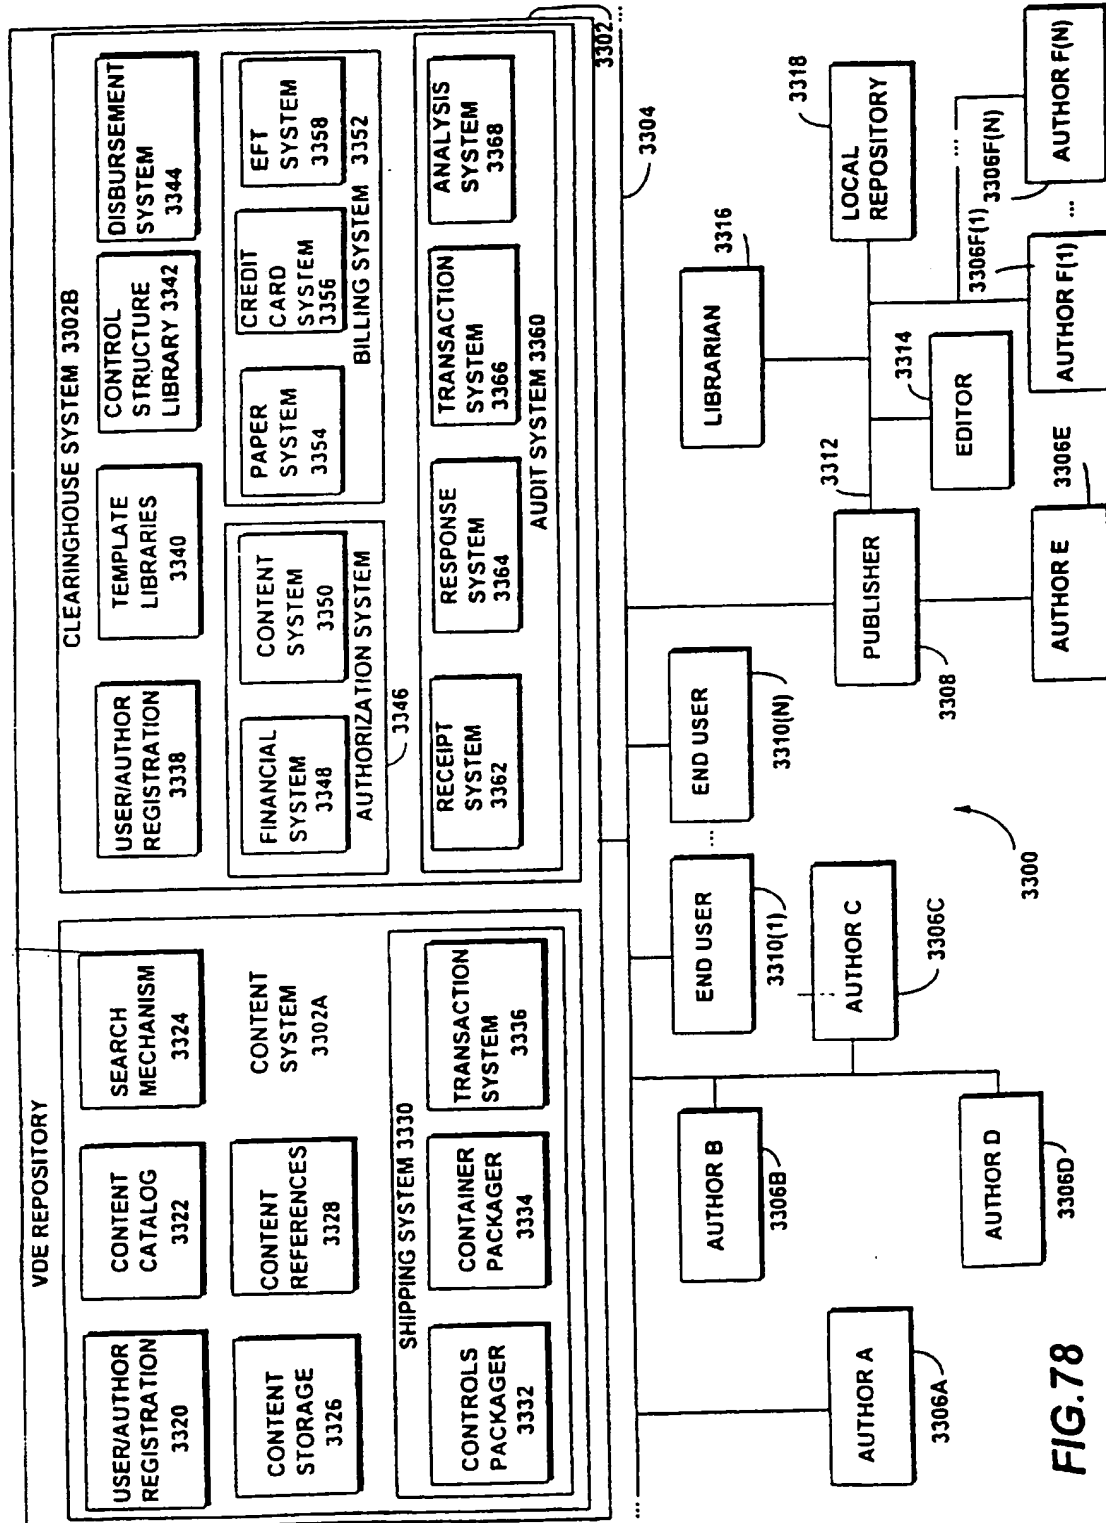 VDE REPOSITORY
USER/AUTHOR
REGISTRATION
3320
CONTENT
CATALOG
3322
SEARCH
MECHANISM
3324
CONTENT
STORAGE
3326
CONTENT
REFERENCES
3328
CONTENT
SYSTEM
3302A
SHIPPING SYSTEM 3330
CONTROLS
PACKAGER
3332
CONTAINER
PACKAGER
3334
TRANSACTION
SYSTEM
3336
CLEARINGHOUSE SYSTEM 3302B
USER/AUTHOR
REGISTRATION
3338
TEMPLATE
LIBRARIES
3340
CONTROL
STRUCTURE
LIBRARY 3342
DISBURSEMENT
SYSTEM
3344
FINANCIAL
SYSTEM
3348
CONTENT
SYSTEM
3350
AUTHORIZATION SYSTEM
3346
PAPER
SYSTEM
3354
CREDIT
CARD
SYSTEM
3356
EFT
SYSTEM
3358
BILLING SYSTEM 3352
RECEIPT
SYSTEM
3362
RESPONSE
SYSTEM
3364
TRANSACTION
SYSTEM
3366
ANALYSIS
SYSTEM
3368
AUDIT SYSTEM 3360
3302
...
...
3304
AUTHOR A
3306A
AUTHOR B
3306B
AUTHOR C
3306C
AUTHOR D
3306D
END USER
3310(1)
...
END USER
3310(N)
PUBLISHER
3308
3312
LIBRARIAN
3316
LOCAL
REPOSITORY
3318
EDITOR
3314
AUTHOR E
3306E
AUTHOR F(1)
3306F(1)
...
...
AUTHOR F(N)
3306F(N)
3300
FIG.78